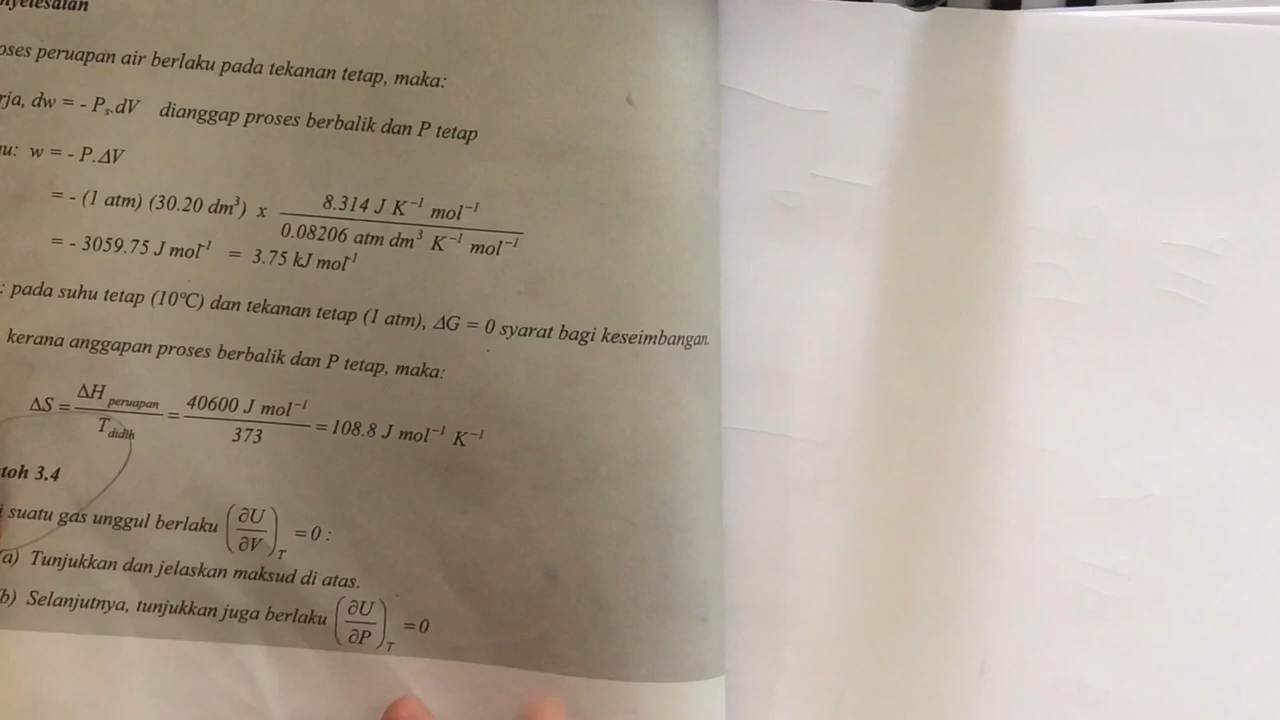 nyelesaian
oses peruapan air berlaku pada tekanan tetap, maka:
rja, dw = - Pₛ.dV dianggap proses berbalik dan P tetap
u: w = - P.ΔV
= - (1 atm) (30.20 dm³) x 8.314 J K⁻¹ mol⁻¹ / 0.08206 atm dm³ K⁻¹ mol⁻¹
= - 3059.75 J mol⁻¹ = 3.75 kJ mol⁻¹
: pada suhu tetap (10°C) dan tekanan tetap (1 atm), ΔG = 0 syarat bagi keseimbangan.
kerana anggapan proses berbalik dan P tetap, maka:
ΔS = ΔH peruapan / T didih = 40600 J mol⁻¹ / 373 = 108.8 J mol⁻¹ K⁻¹
toh 3.4
i suatu gas unggul berlaku (∂U/∂V)T = 0 :
a) Tunjukkan dan jelaskan maksud di atas.
b) Selanjutnya, tunjukkan juga berlaku (∂U/∂P)T = 0